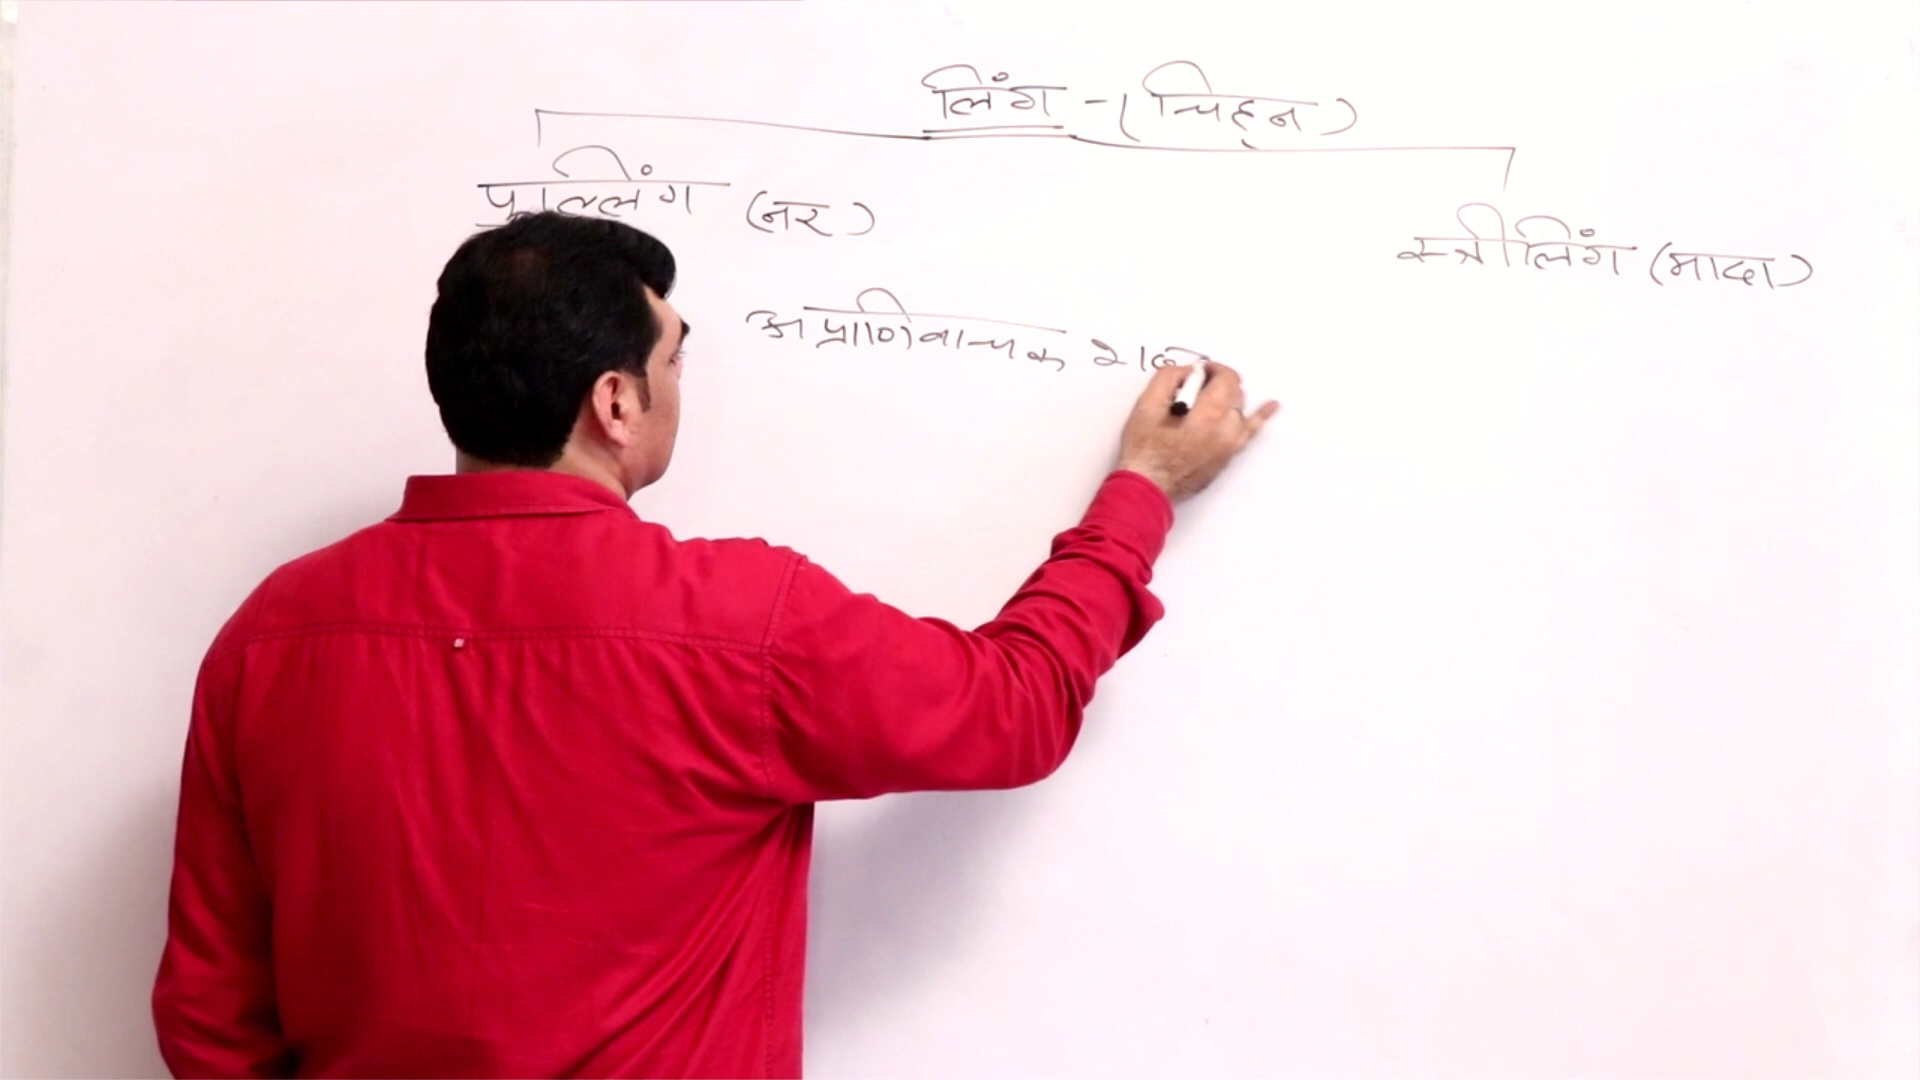 लिंग - (चिह्न)
पुल्लिंग (नर)
स्त्रीलिंग (मादा)
अप्राणिवाचक